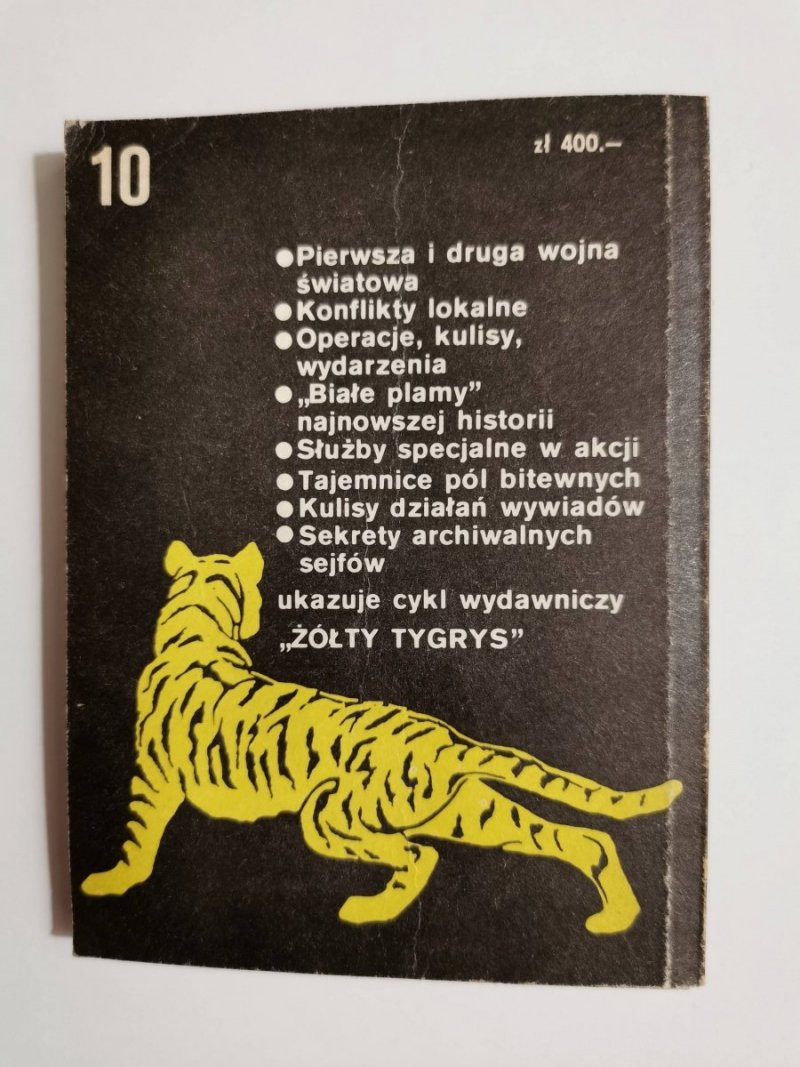 10
zł 400.—
●Pierwsza i druga wojna
światowa
●Konflikty lokalne
●Operacje, kulisy,
wydarzenia
●„Białe plamy”
najnowszej historii
●Służby specjalne w akcji
●Tajemnice pól bitewnych
●Kulisy działań wywiadów
●Sekrety archiwalnych
sejfów
ukazuje cykl wydawniczy
„ŻÓŁTY TYGRYS”